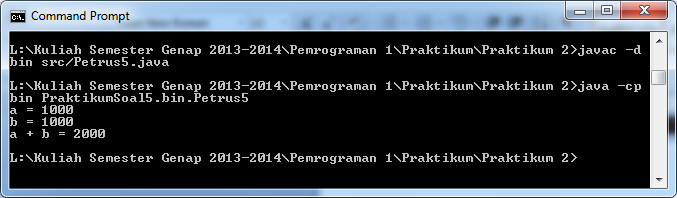 Command Prompt
L:\Kuliah Semester Genap 2013-2014\Pemrograman 1\Praktikum\Praktikum 2>javac -d
bin src/Petrus5.java
L:\Kuliah Semester Genap 2013-2014\Pemrograman 1\Praktikum\Praktikum 2>java -cp
bin PraktikumSoal5.bin.Petrus5
a = 1000
b = 1000
a + b = 2000
L:\Kuliah Semester Genap 2013-2014\Pemrograman 1\Praktikum\Praktikum 2>